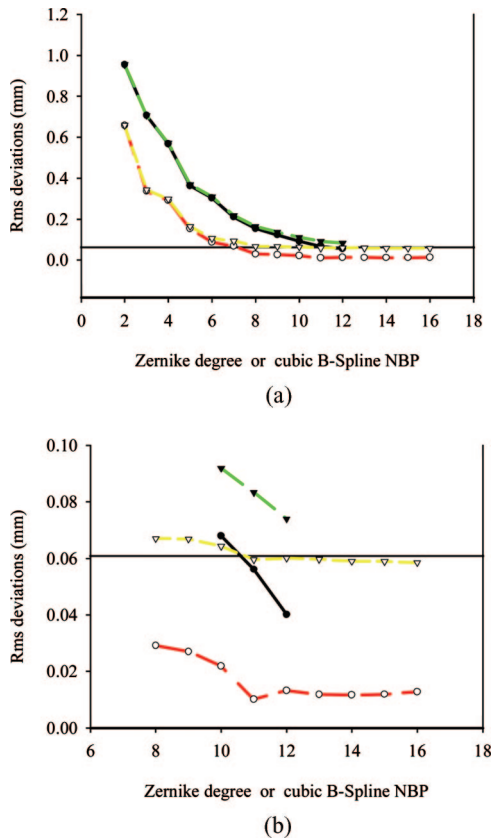 1.2
1.0
0.8
0.6
0.4
0.2
0.0
Rms deviations (mm)
0 2 4 6 8 10 12 14 16 18
Zernike degree or cubic B-Spline NBP
(a)
0.10
0.08
0.06
0.04
0.02
0.00
Rms deviations (mm)
6 8 10 12 14 16 18
Zernike degree or cubic B-Spline NBP
(b)